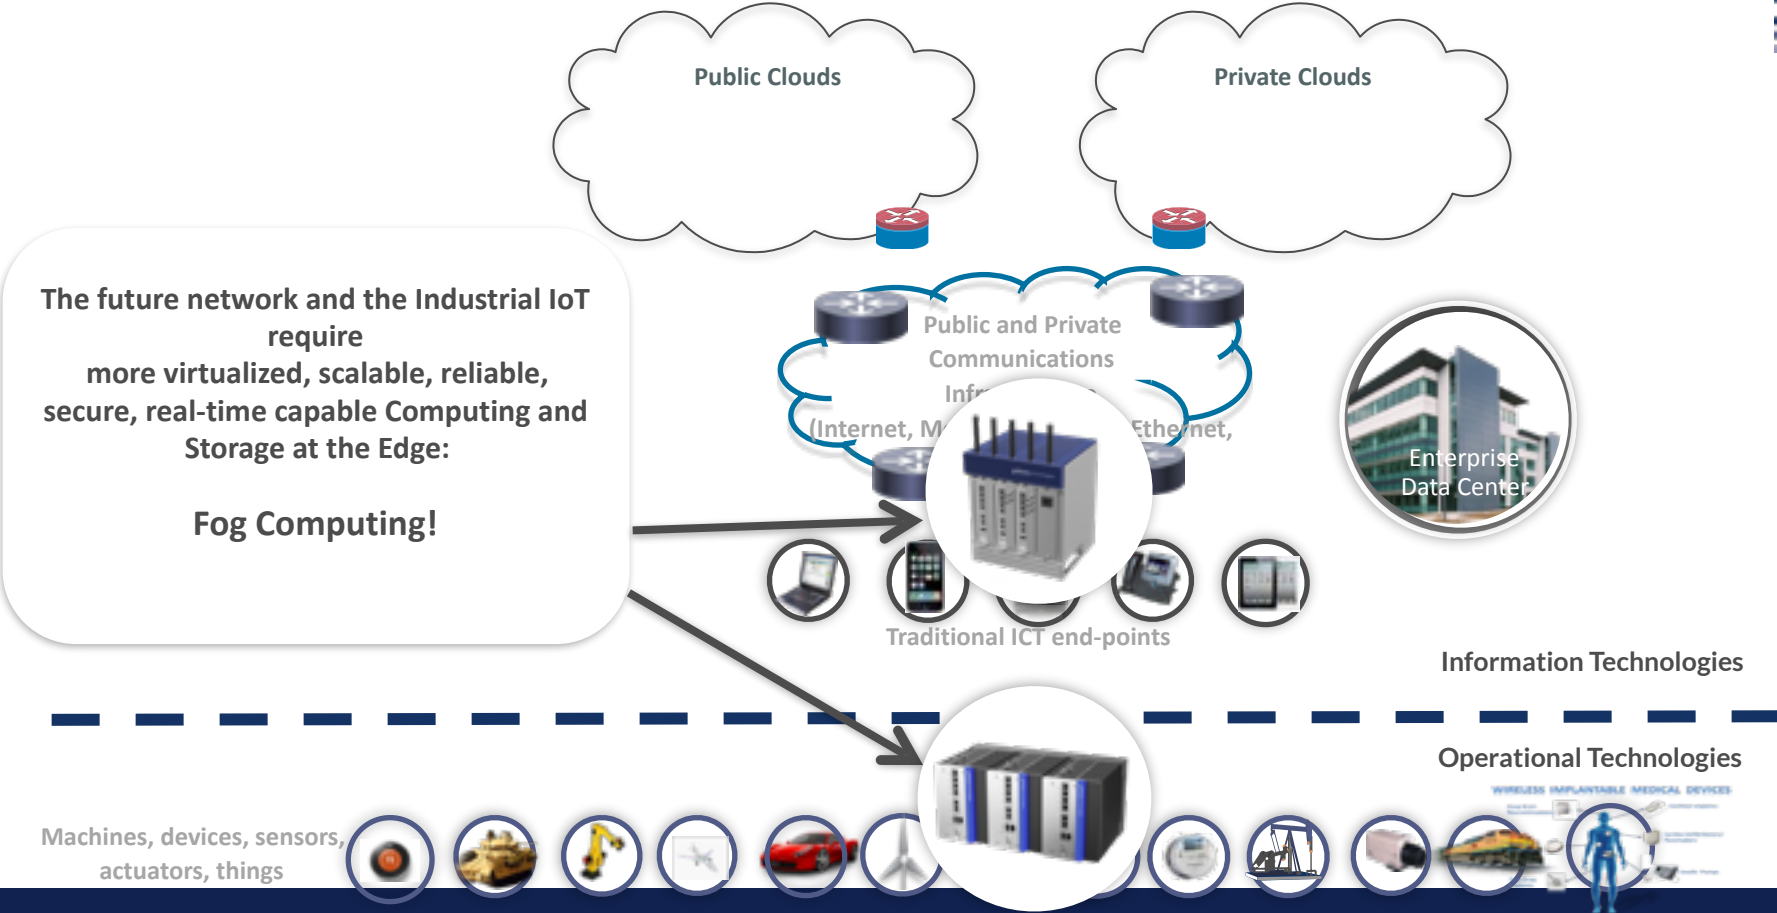 Public Clouds
Private Clouds
The future network and the Industrial IoT
require
more virtualized, scalable, reliable,
secure, real-time capable Computing and
Storage at the Edge:
Fog Computing!
Public and Private
Communications
(Internet, Ethernet,
Enterprise
Data Center
Traditional ICT end-points
Information Technologies
Operational Technologies
WIRELESS IMPLANTABLE MEDICAL DEVICES
Machines, devices, sensors,
actuators, things